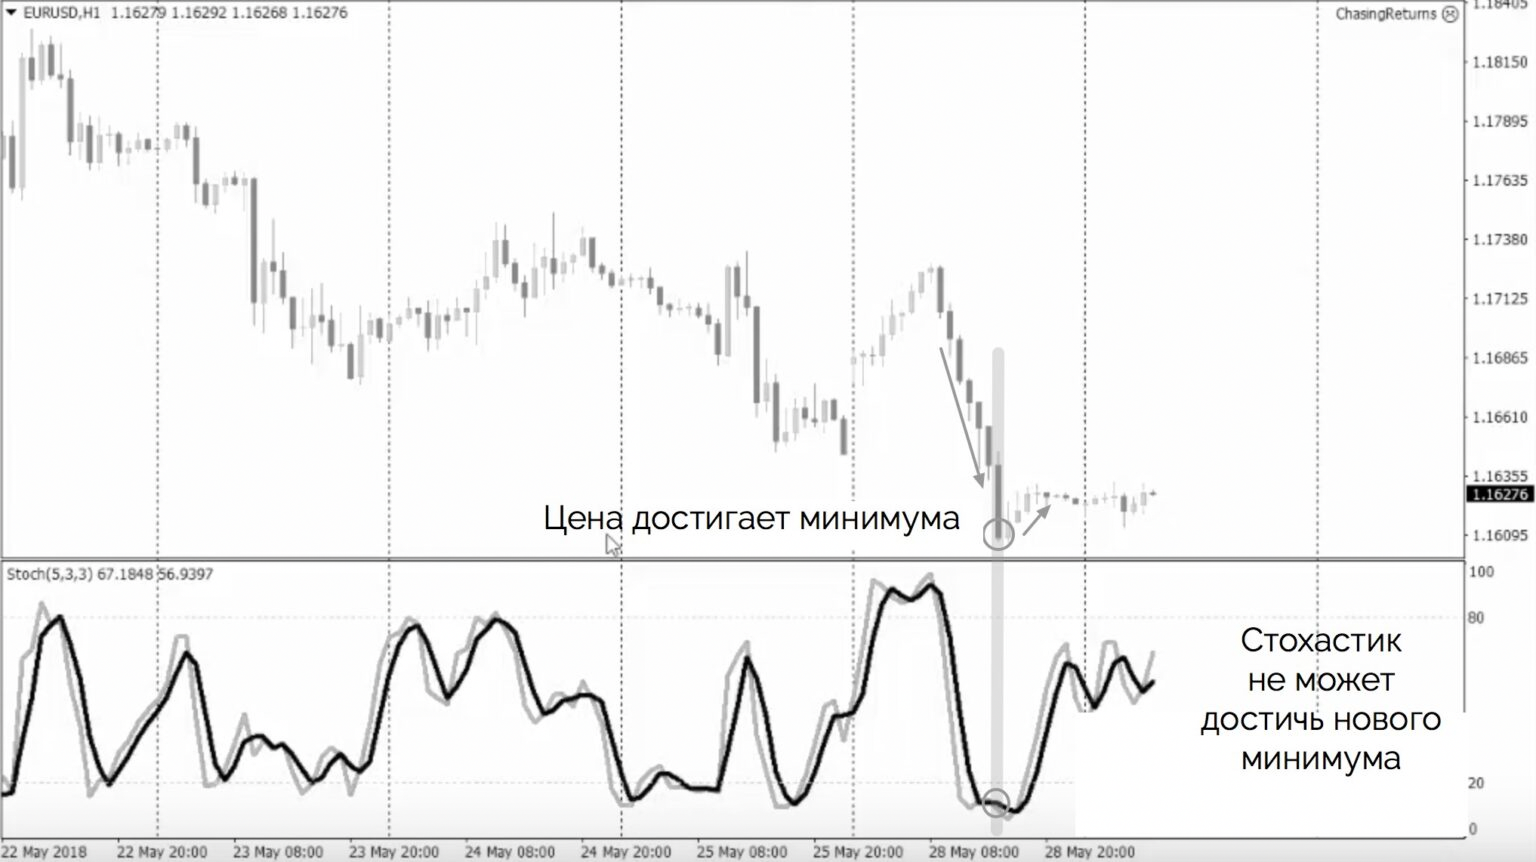 EURUSD,H1 1.16279 1.16292 1.16268 1.16276
ChasingReturns
1.18405
1.18150
1.17895
1.17635
1.17380
1.17125
1.16865
1.16610
1.16355
1.16276
1.16095
Цена достигает минимума
Stoch(5,3,3) 67.1848 56.9397
100
80
20
0
Стохастик
не может
достичь нового
минимума
22 May 2018
22 May 20:00
23 May 08:00
23 May 20:00
24 May 08:00
24 May 20:00
25 May 08:00
25 May 20:00
28 May 08:00
28 May 20:00